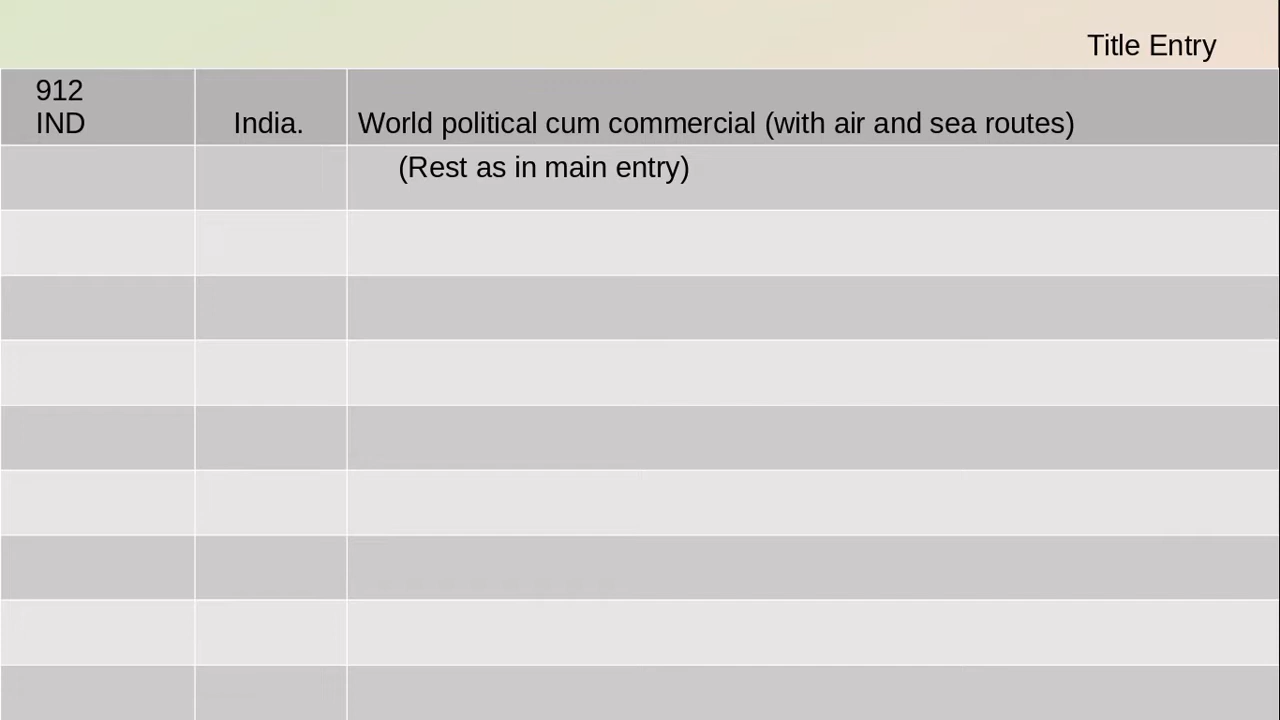 Title Entry
912
IND India. World political cum commercial (with air and sea routes)
(Rest as in main entry)